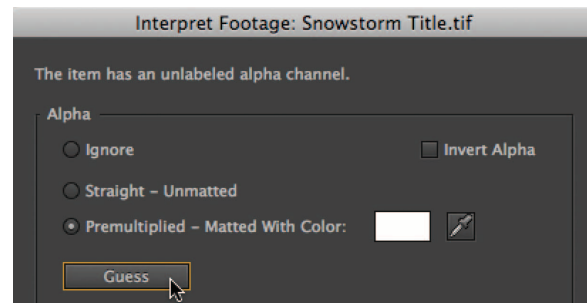 Interpret Footage: Snowstorm Title.tif
The item has an unlabeled alpha channel.
Alpha
Ignore
Invert Alpha
Straight – Unmatted
Premultiplied – Matted With Color:
Guess